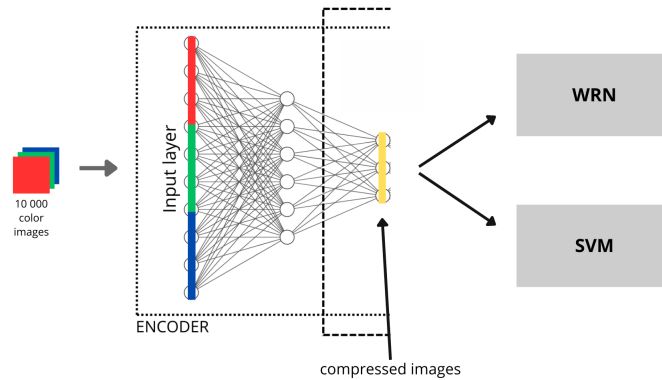 10 000
color
images
Input layer
ENCODER
compressed images
WRN
SVM